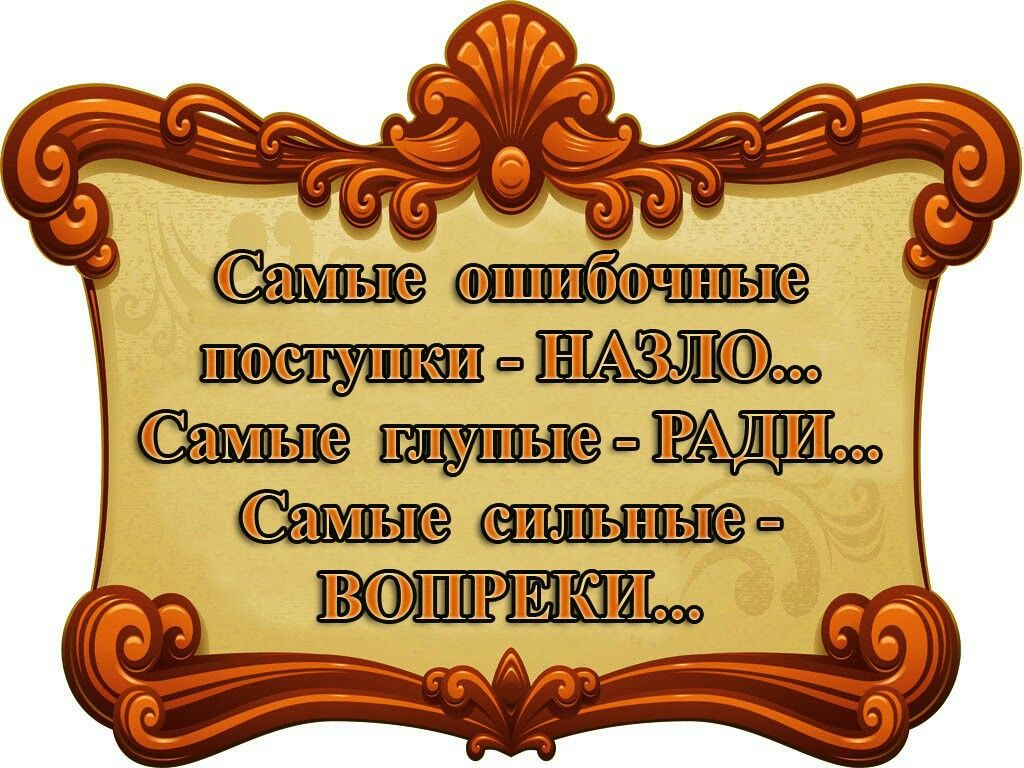 Самые ошибочные
поступки - НАЗЛО...
Самые глупые - РАДИ...
Самые сильные -
ВОПРЕКИ...